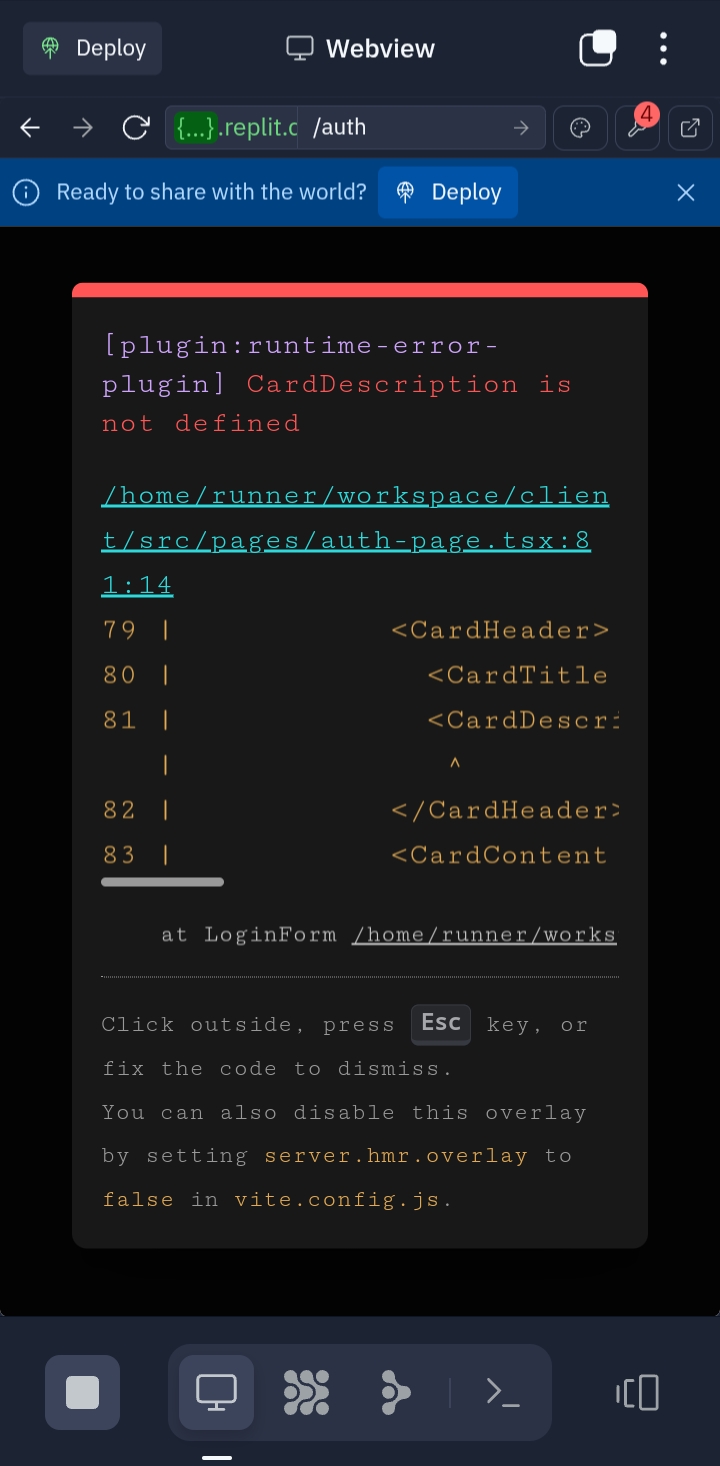 Deploy
Webview
{...}.replit.c /auth
4
Ready to share with the world? Deploy
[plugin:runtime-error-
plugin] CardDescription is
not defined
/home/runner/workspace/clien
t/src/pages/auth-page.tsx:8
1:14
79 | <CardHeader>
80 | <CardTitle
81 | <CardDescri
| ^
82 | </CardHeader>
83 | <CardContent
at LoginForm /home/runner/works
Click outside, press Esc key, or
fix the code to dismiss.
You can also disable this overlay
by setting server.hmr.overlay to
false in vite.config.js.